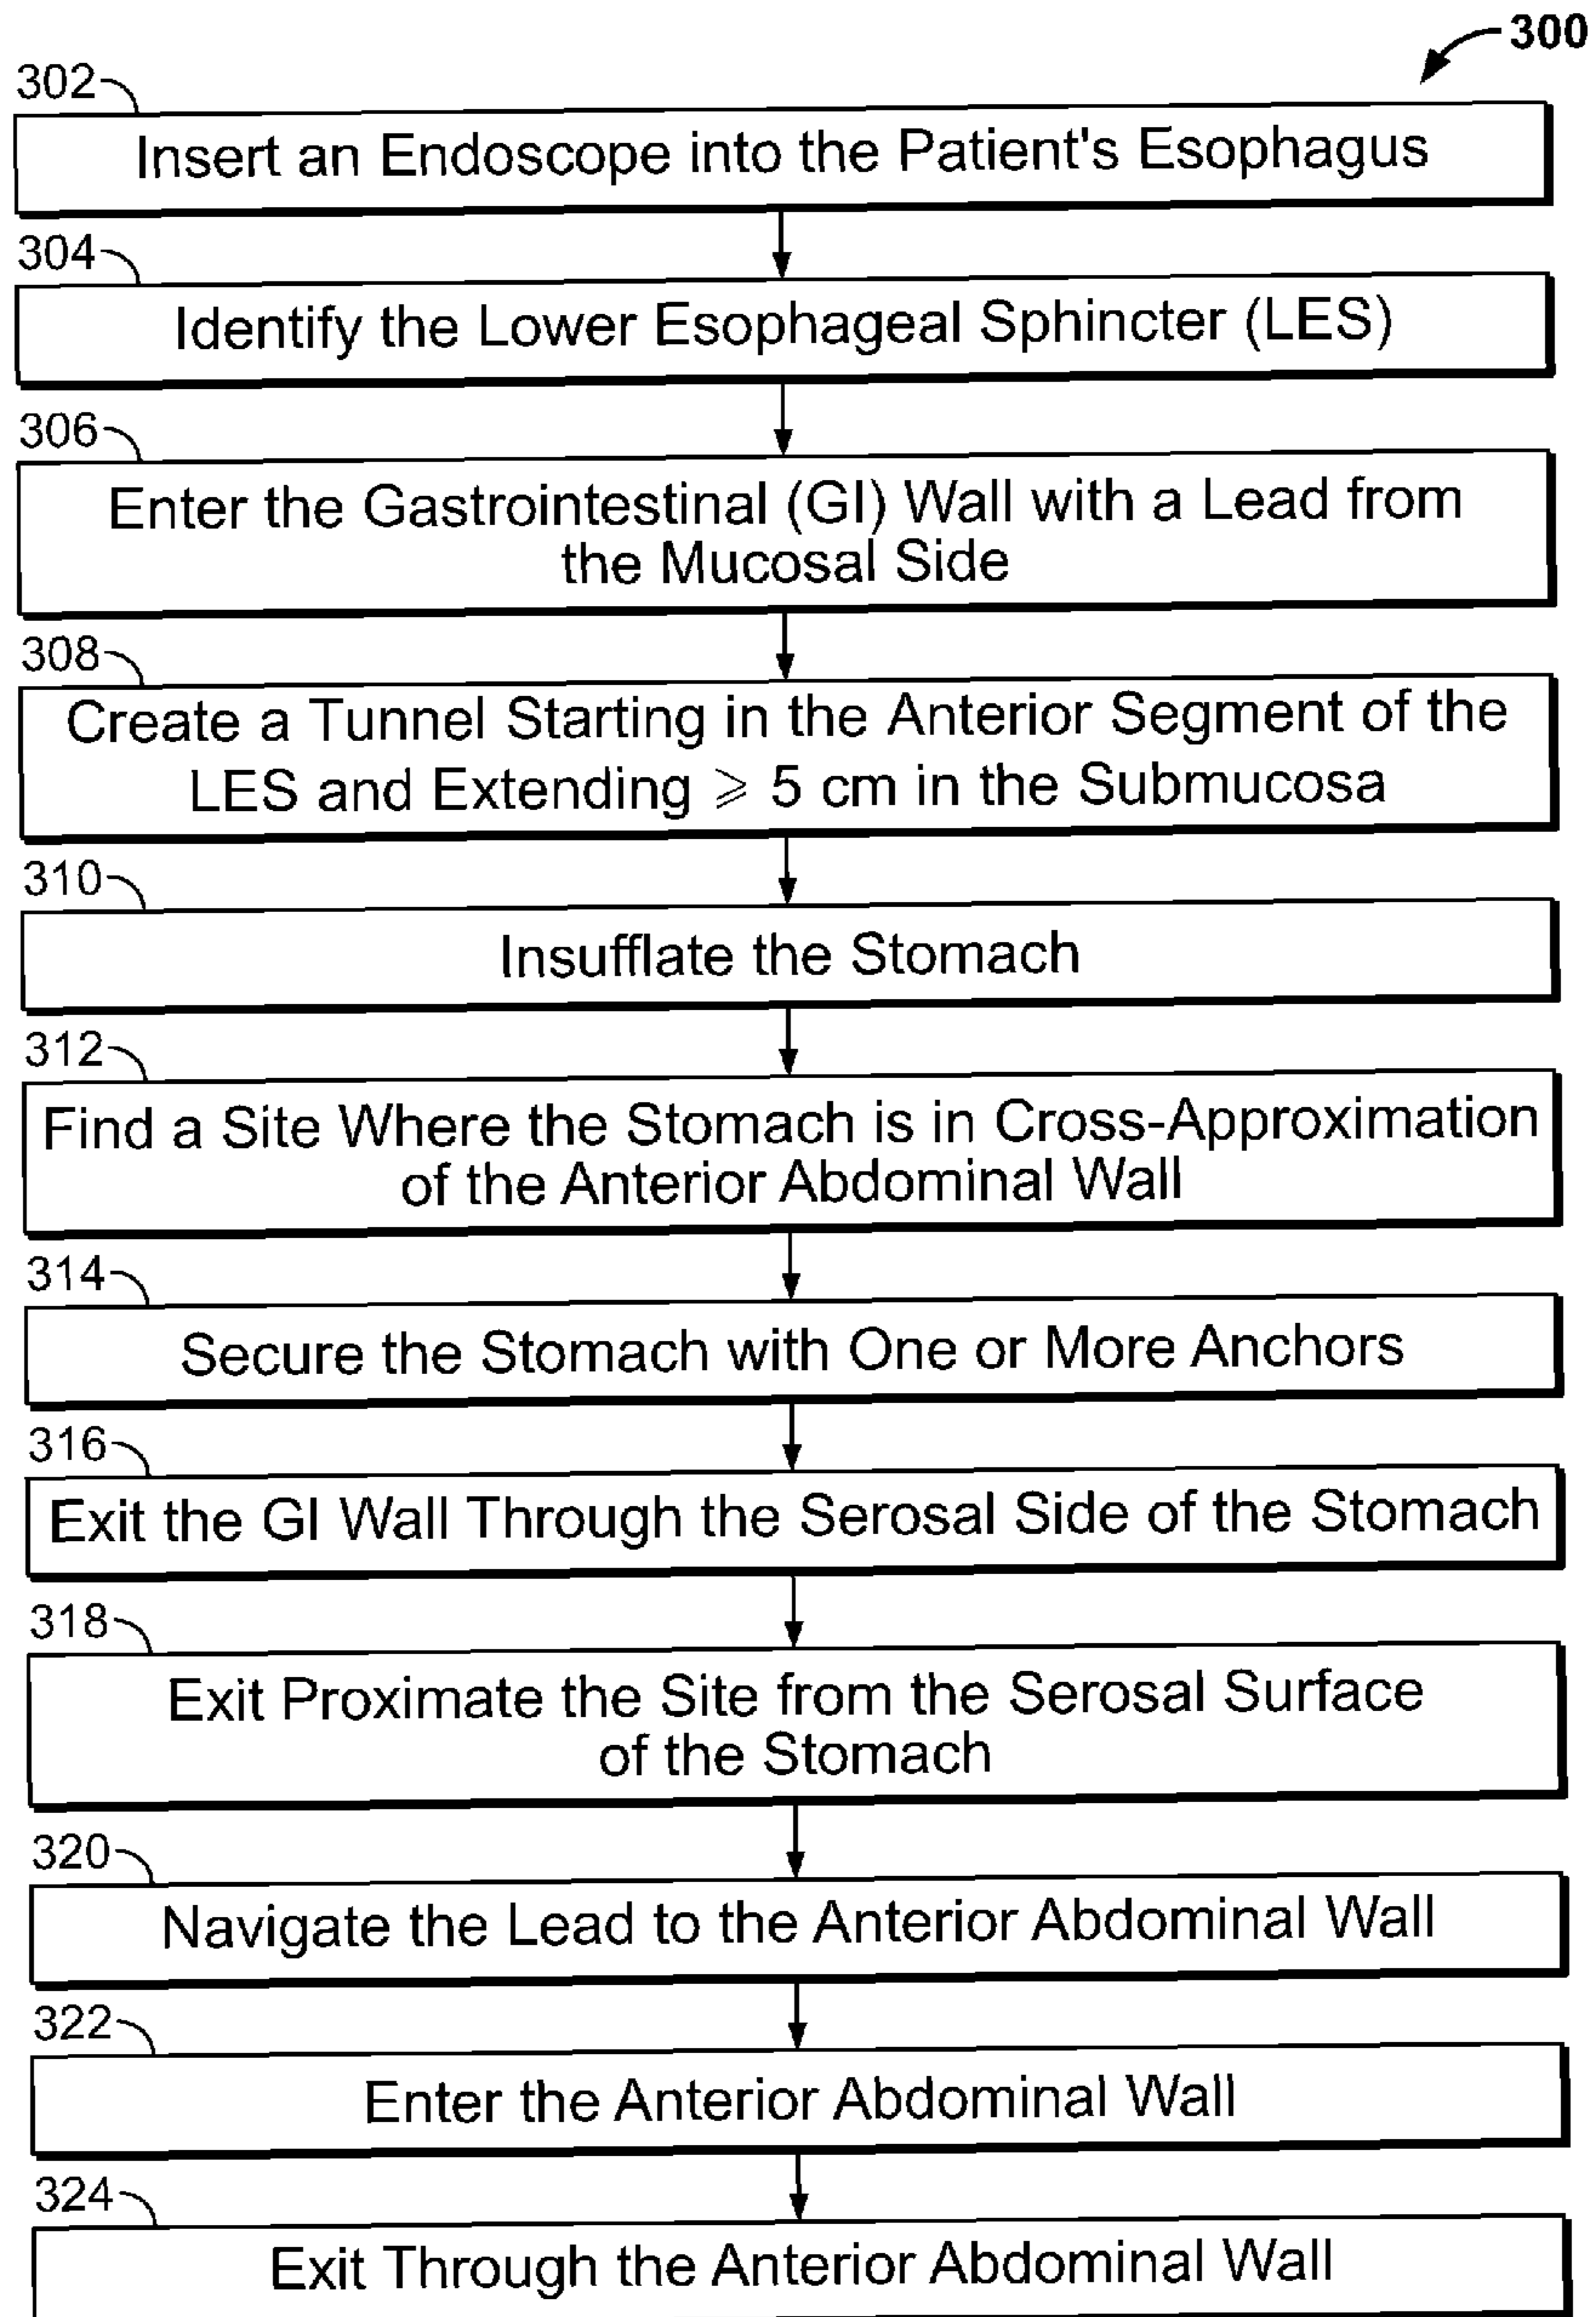 300
302
Insert an Endoscope into the Patient's Esophagus
304
Identify the Lower Esophageal Sphincter (LES)
306
Enter the Gastrointestinal (GI) Wall with a Lead from
the Mucosal Side
308
Create a Tunnel Starting in the Anterior Segment of the
LES and Extending ⩾ 5 cm in the Submucosa
310
Insufflate the Stomach
312
Find a Site Where the Stomach is in Cross-Approximation
of the Anterior Abdominal Wall
314
Secure the Stomach with One or More Anchors
316
Exit the GI Wall Through the Serosal Side of the Stomach
318
Exit Proximate the Site from the Serosal Surface
of the Stomach
320
Navigate the Lead to the Anterior Abdominal Wall
322
Enter the Anterior Abdominal Wall
324
Exit Through the Anterior Abdominal Wall